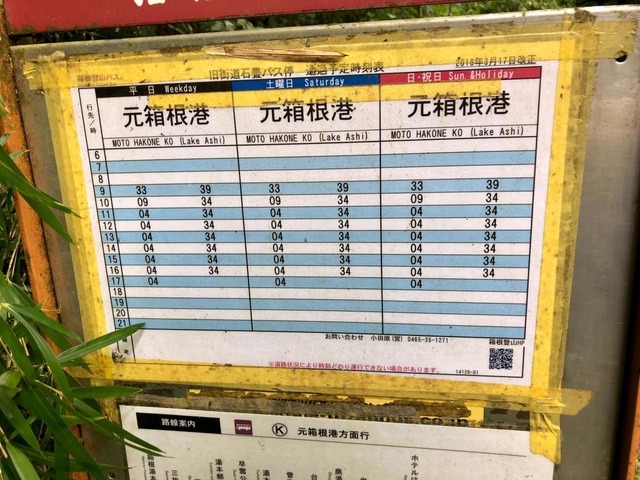 箱根登山バス
旧街道石畳バス停 通過予定時刻表
2018年3月17日改正
行先/時 平日 Weekday 土曜日 Saturday 日・祝日 Sun &Holiday
元箱根港 元箱根港 元箱根港
MOTO HAKONE KO (Lake Ashi) MOTO HAKONE KO (Lake Ashi) MOTO HAKONE KO (Lake Ashi)
6
7
8
9 33 39 33 39 33 39
10 09 34 09 34 09 34
11 04 34 04 34 04 34
12 04 34 04 34 04 34
13 04 34 04 34 04 34
14 04 34 04 34 04 34
15 04 34 04 34 04 34
16 04 34 04 34 04 34
17 04 04 04
18
19
20
21
お問い合わせ 小田原(営) 0465-35-1271
箱根登山HP
※道路状況により時刻どおり運行できない場合があります。
14120-01
路線案内 K 元箱根港方面行